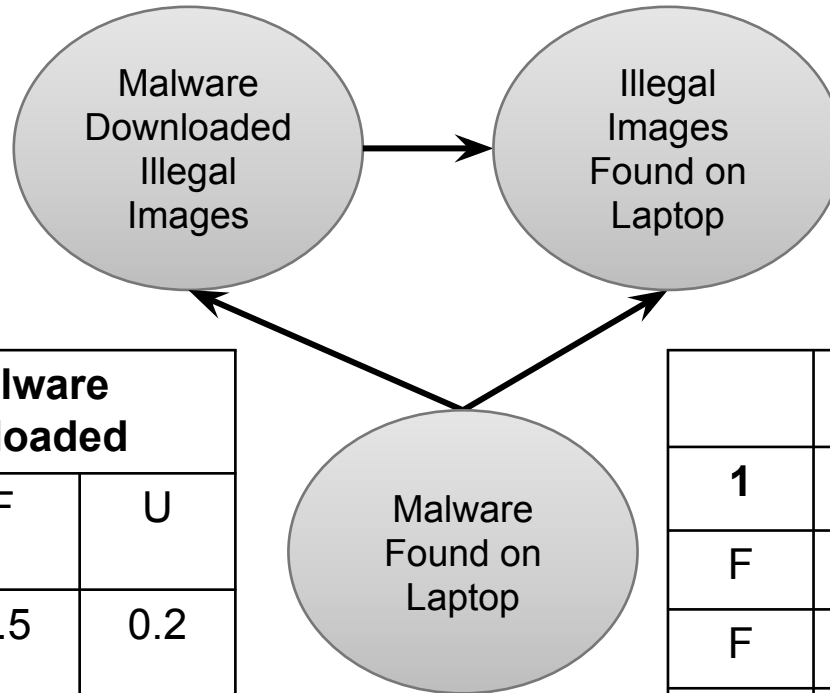 Malware
Downloaded
Illegal
Images
Illegal
Images
Found on
Laptop
Malware
Found on
Laptop
lware
loaded
F U
.5 0.2
1
F
F